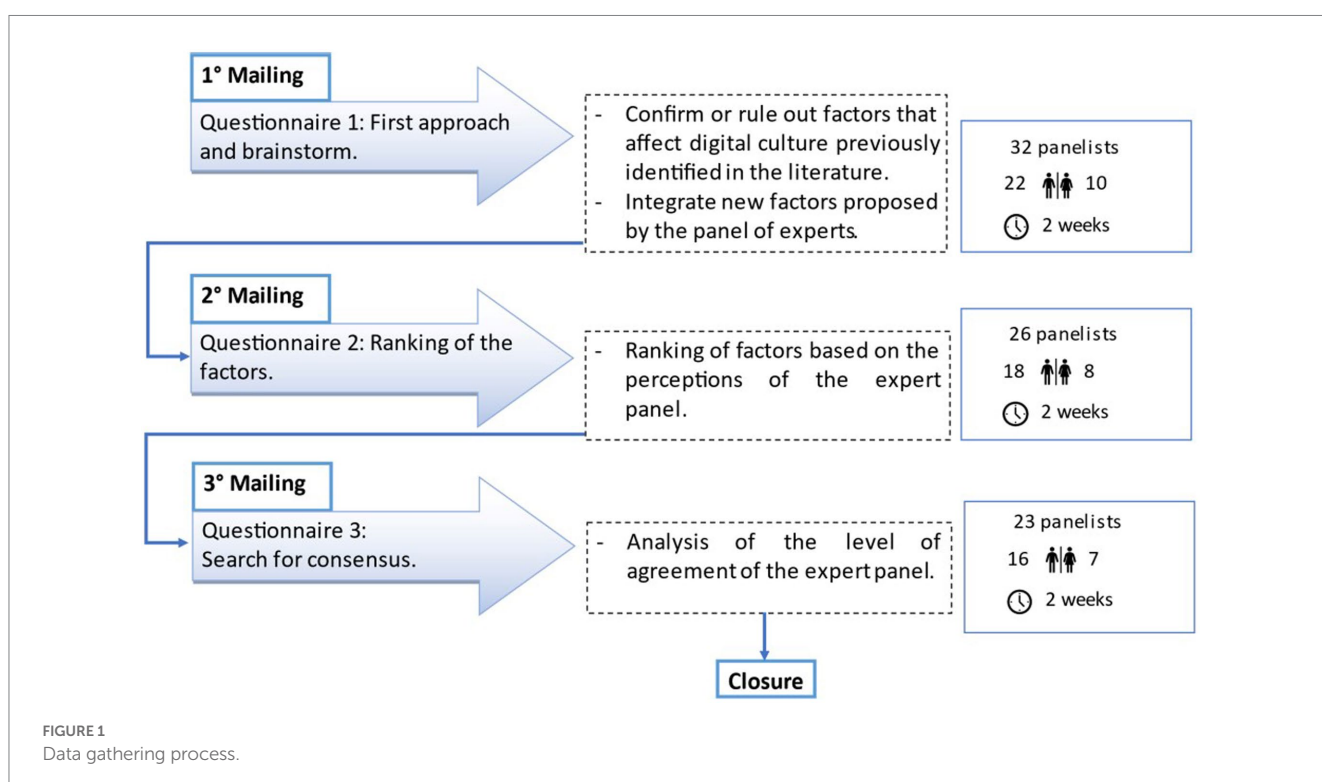 1° Mailing
Questionnaire 1: First approach
and brainstorm.
- Confirm or rule out factors that
affect digital culture previously
identified in the literature.
- Integrate new factors proposed
by the panel of experts.
32 panelists
22 10
2 weeks
2° Mailing
Questionnaire 2: Ranking of the
factors.
- Ranking of factors based on the
perceptions of the expert
panel.
26 panelists
18 8
2 weeks
3° Mailing
Questionnaire 3:
Search for consensus.
- Analysis of the level of
agreement of the expert panel.
23 panelists
16 7
2 weeks
Closure
FIGURE 1
Data gathering process.